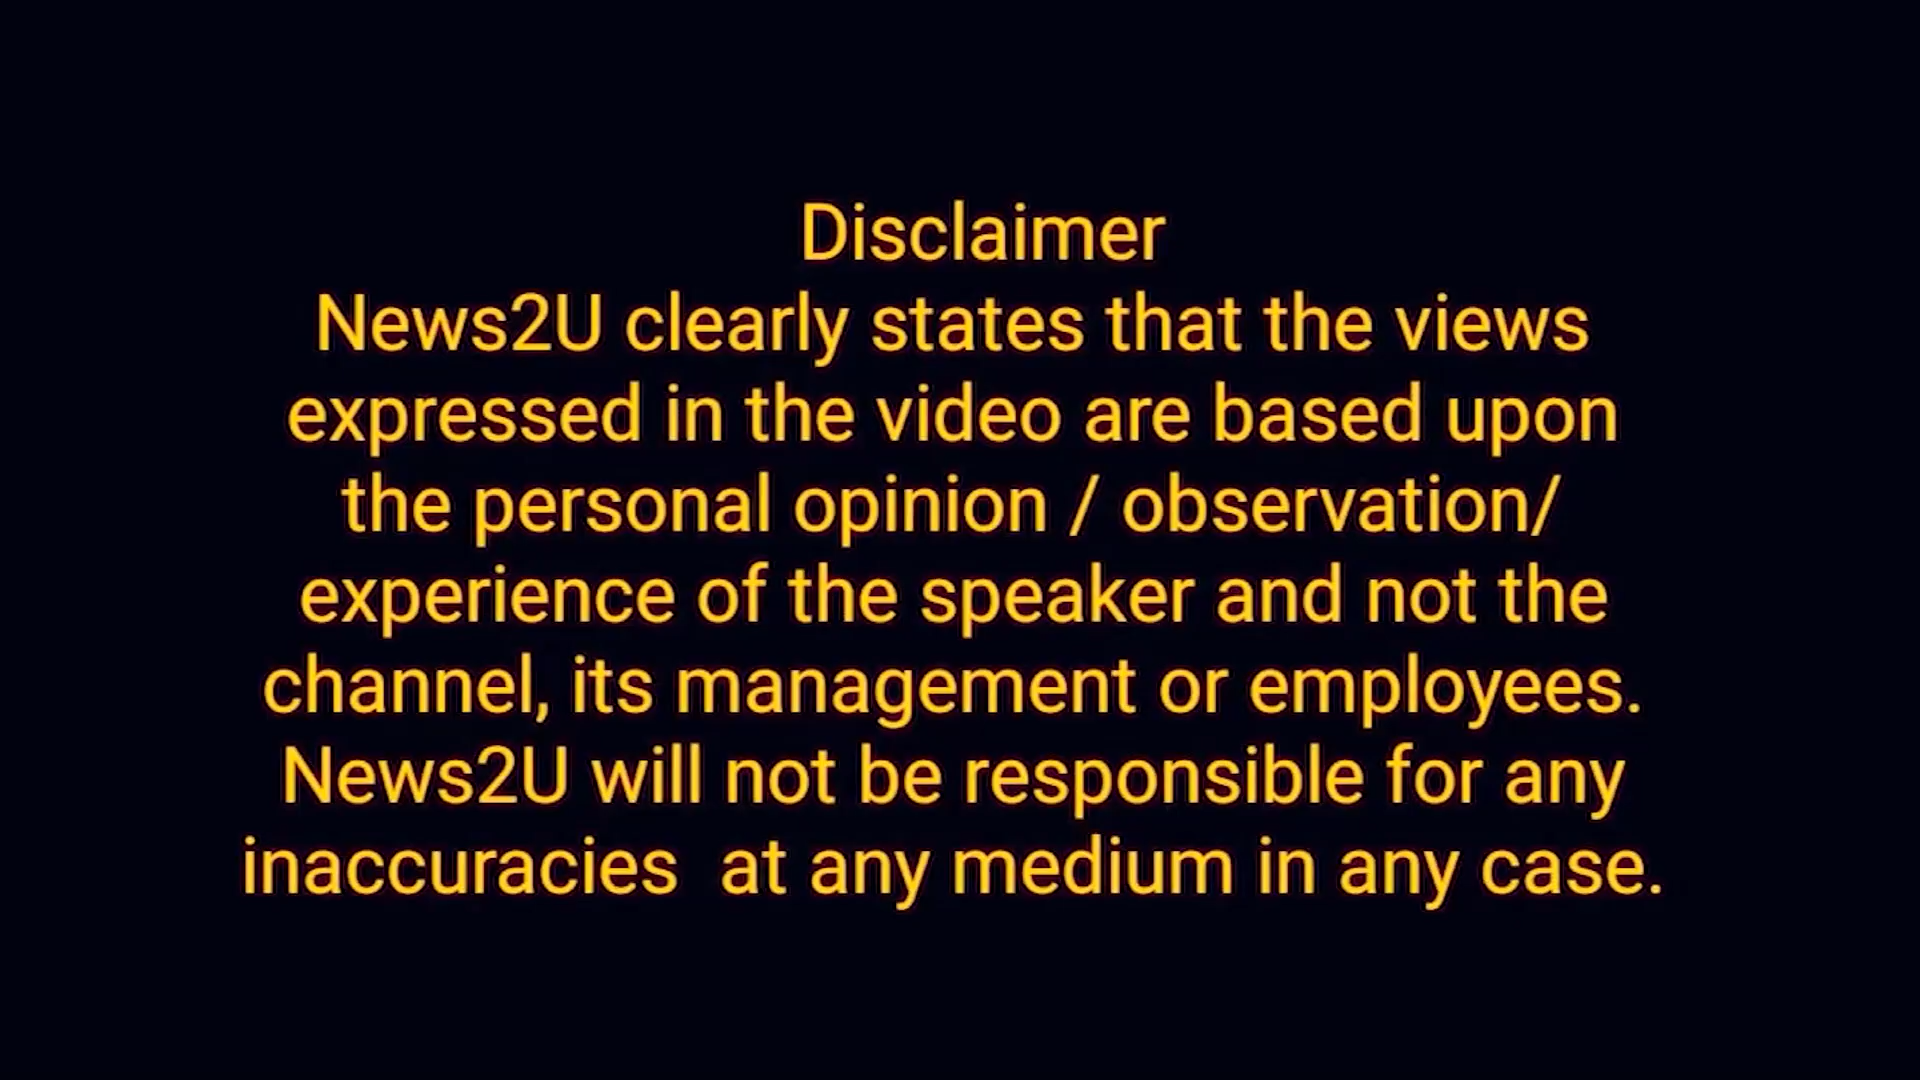 Disclaimer
News2U clearly states that the views
expressed in the video are based upon
the personal opinion / observation/
experience of the speaker and not the
channel, its management or employees.
News2U will not be responsible for any
inaccuracies  at any medium in any case.